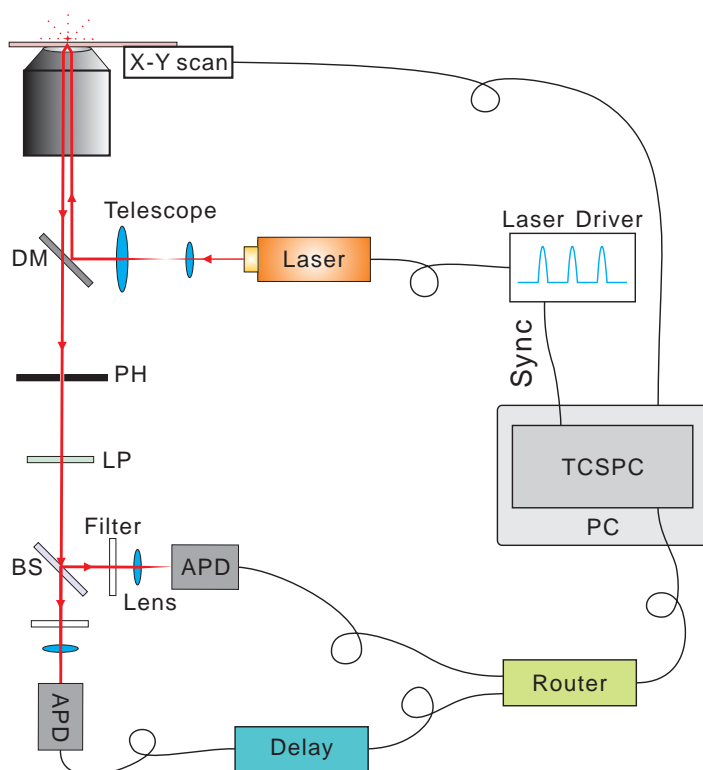 X-Y scan
Telescope
Laser Driver
DM
Laser
Sync
PH
LP
TCSPC
PC
Filter
BS
APD
Lens
Router
APD
Delay